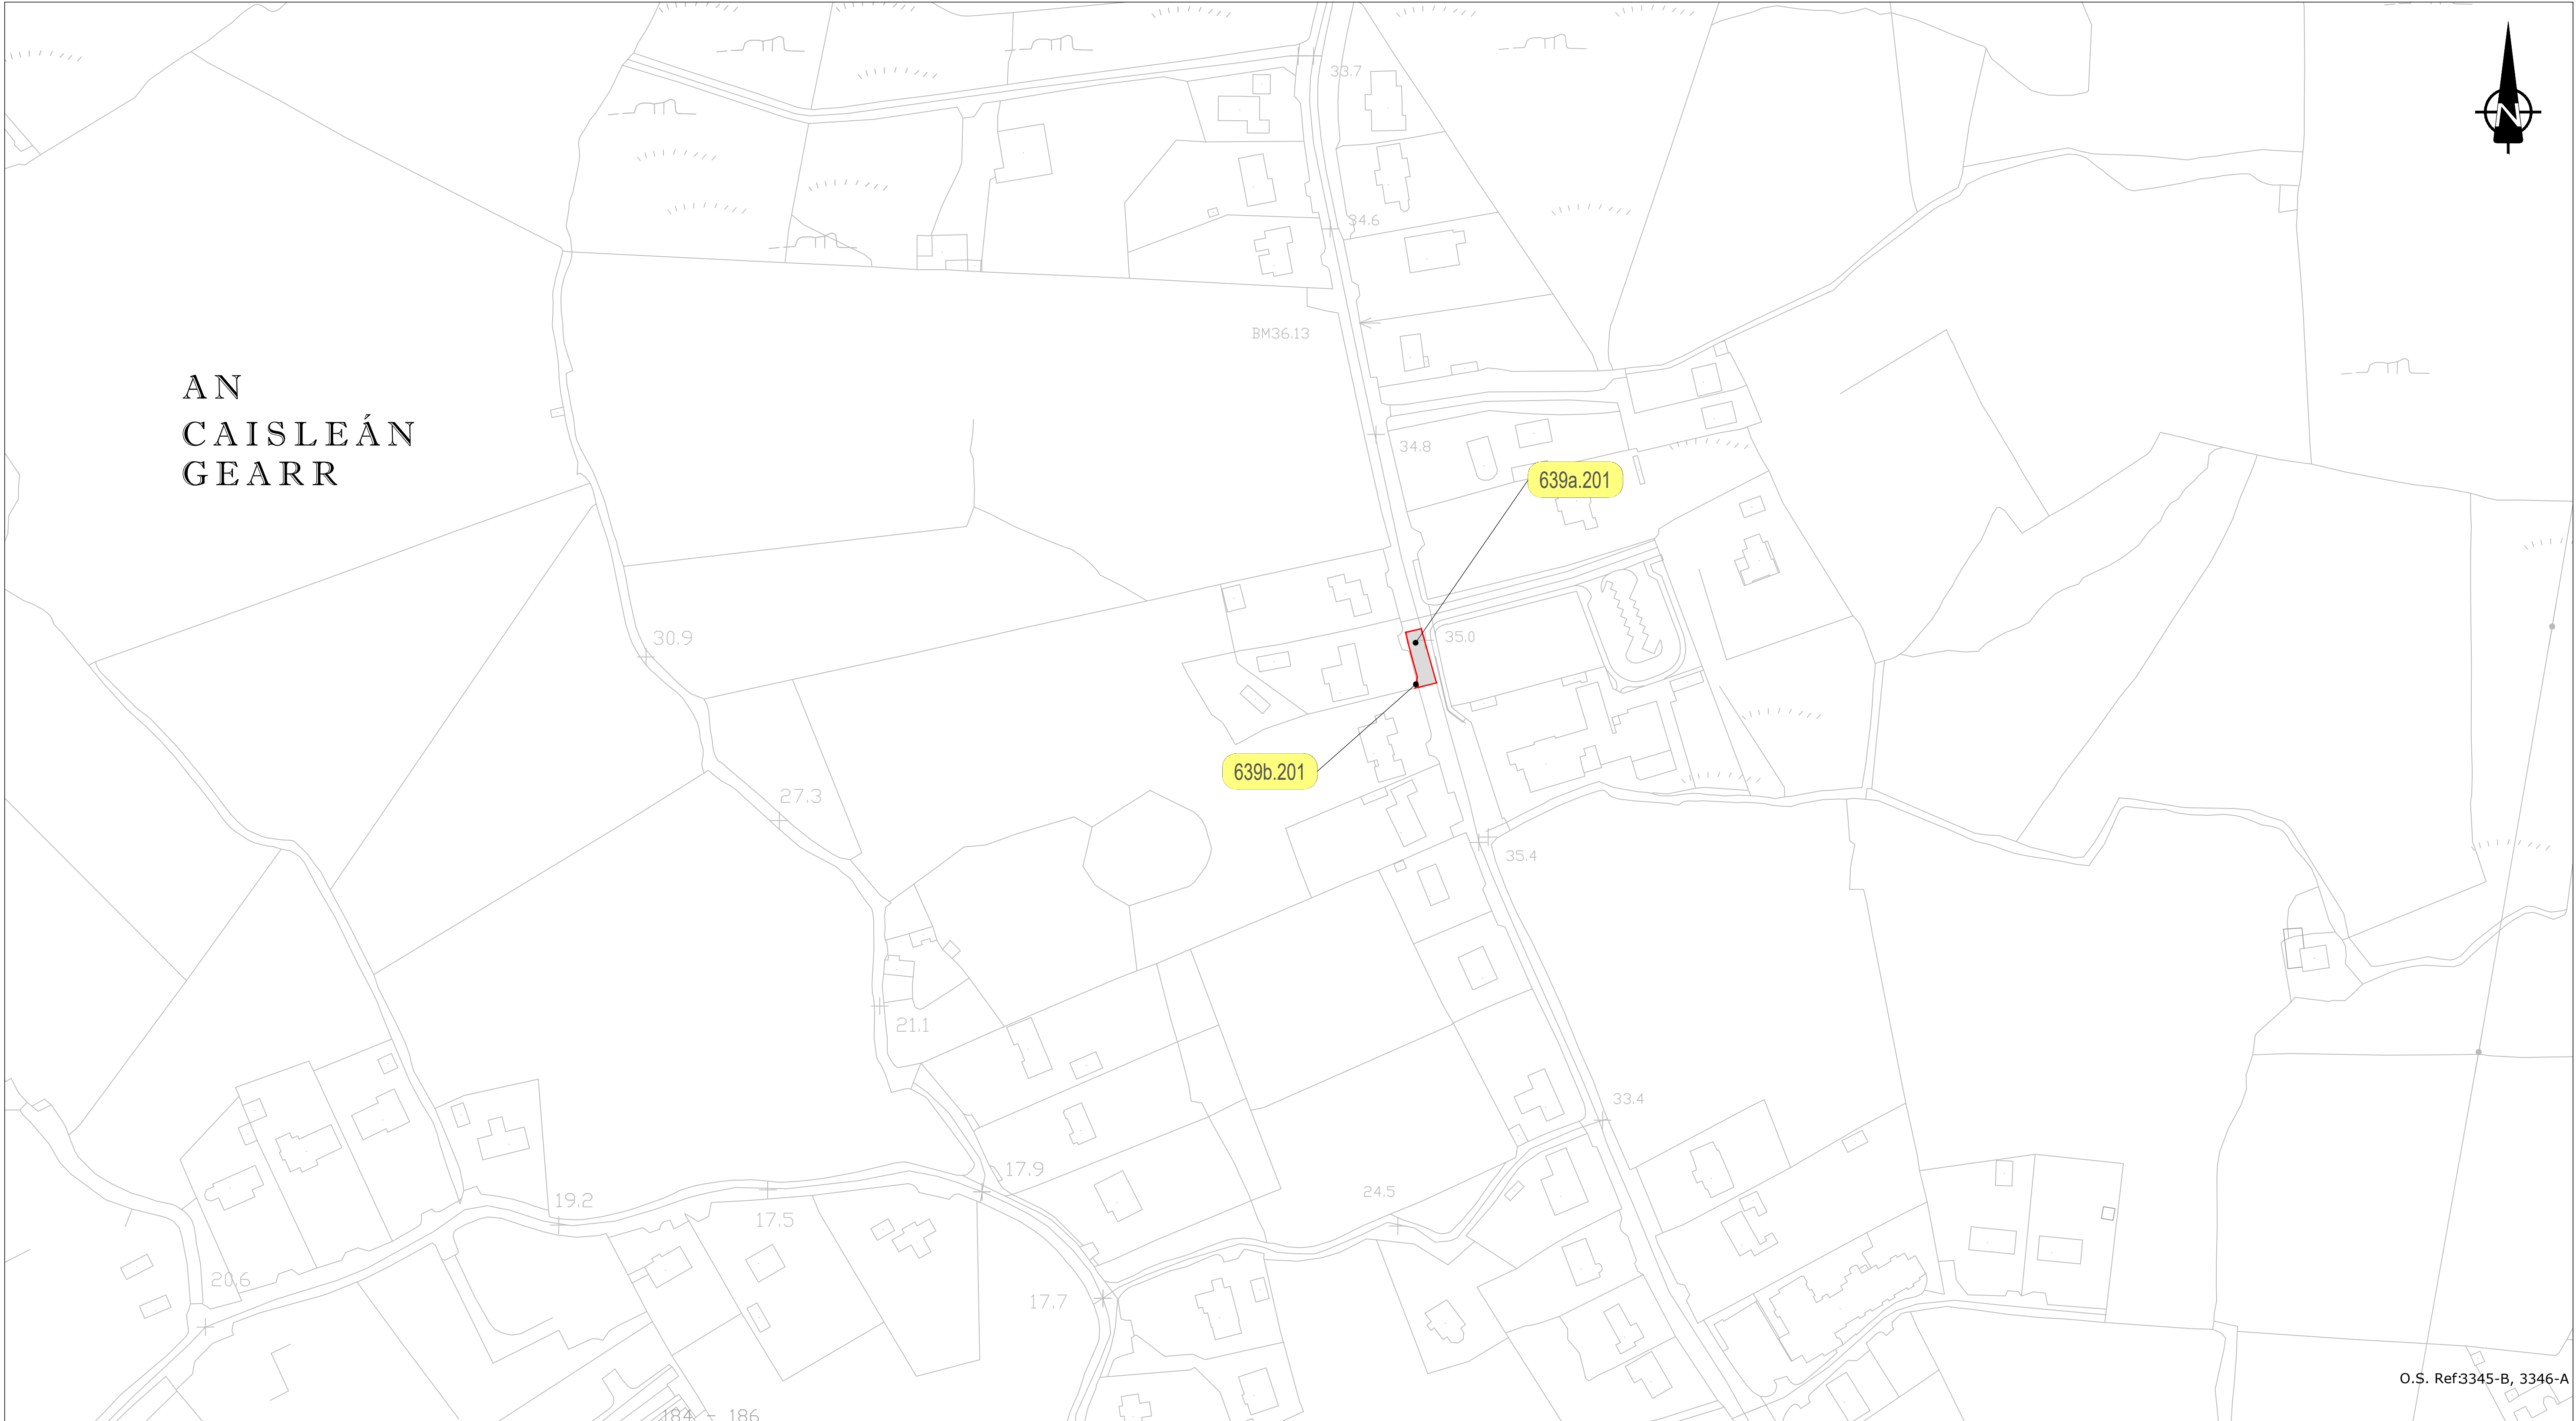 N
33.7
34.6
BM36.13
AN
CAISLEÁN
GEARR
34.8
639a.201
30.9
35.0
639b.201
27.3
35.4
21.1
33.4
17.9
24.5
19.2
17.5
20.6
17.7
O.S. Ref:3345-B, 3346-A
184 - 186